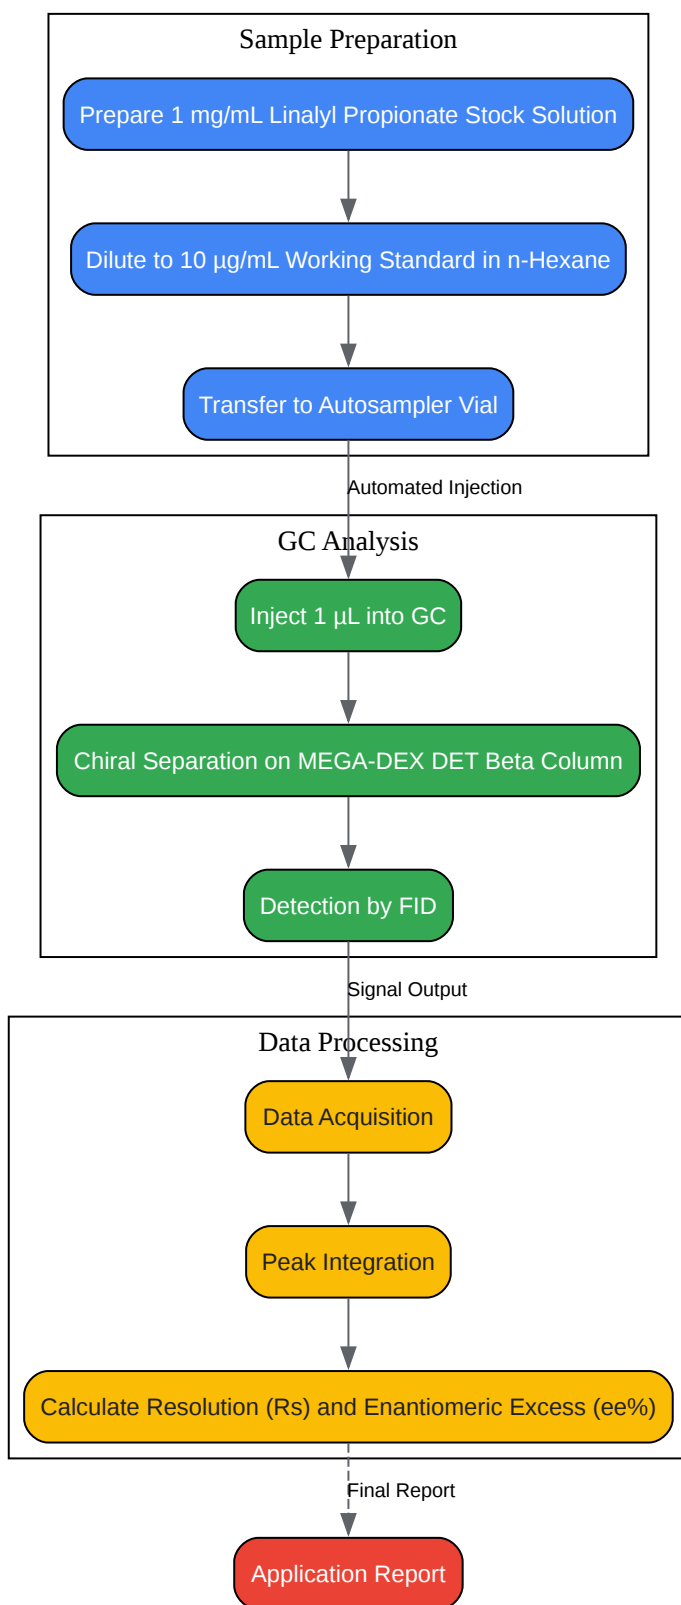 Sample Preparation
Prepare 1 mg/mL Linalyl Propionate Stock Solution
Dilute to 10 µg/mL Working Standard in n-Hexane
Transfer to Autosampler Vial
Automated Injection
GC Analysis
Inject 1 µL into GC
Chiral Separation on MEGA-DEX DET Beta Column
Detection by FID
Signal Output
Data Processing
Data Acquisition
Peak Integration
Calculate Resolution (Rs) and Enantiomeric Excess (ee%)
Final Report
Application Report